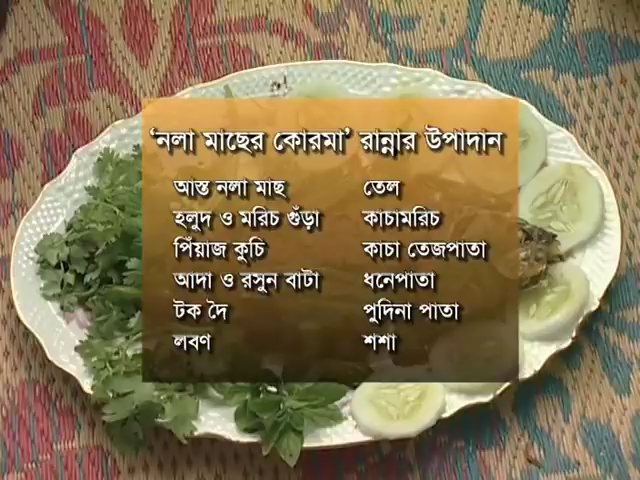 ‘নলা মাছের কোরমা’ রান্নার উপাদান
আস্ত নলা মাছ
হলুদ ও মরিচ গুঁড়া
পিঁয়াজ কুচি
আদা ও রসুন বাটা
টক দৈ
লবণ
তেল
কাচামরিচ
কাচা তেজপাতা
ধনেপাতা
পুদিনা পাতা
শশা